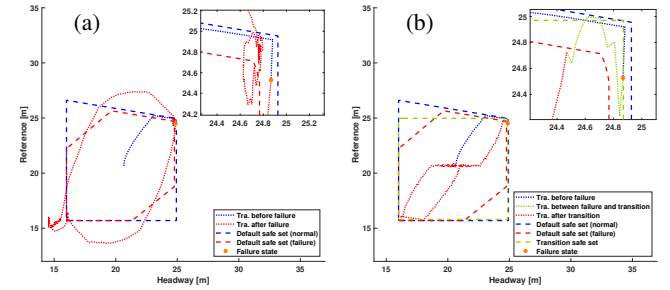 (a)
35
30
25
20
15
Reference [m]
15
20
25
30
35
Headway [m]
25.2
25
24.8
24.6
24.4
24.2
24.4
24.6
24.8
25
25.2
Tra. before failure
Tra. after failure
Default safe set (normal)
Default safe set (failure)
Failure state
(b)
35
30
25
20
15
Reference [m]
15
20
25
30
35
Headway [m]
25
24.8
24.6
24.4
24.4
24.6
24.8
25
Tra. before failure
Tra. between failure and transition
Tra. after transition
Default safe set (normal)
Default safe set (failure)
Transition safe set
Failure state